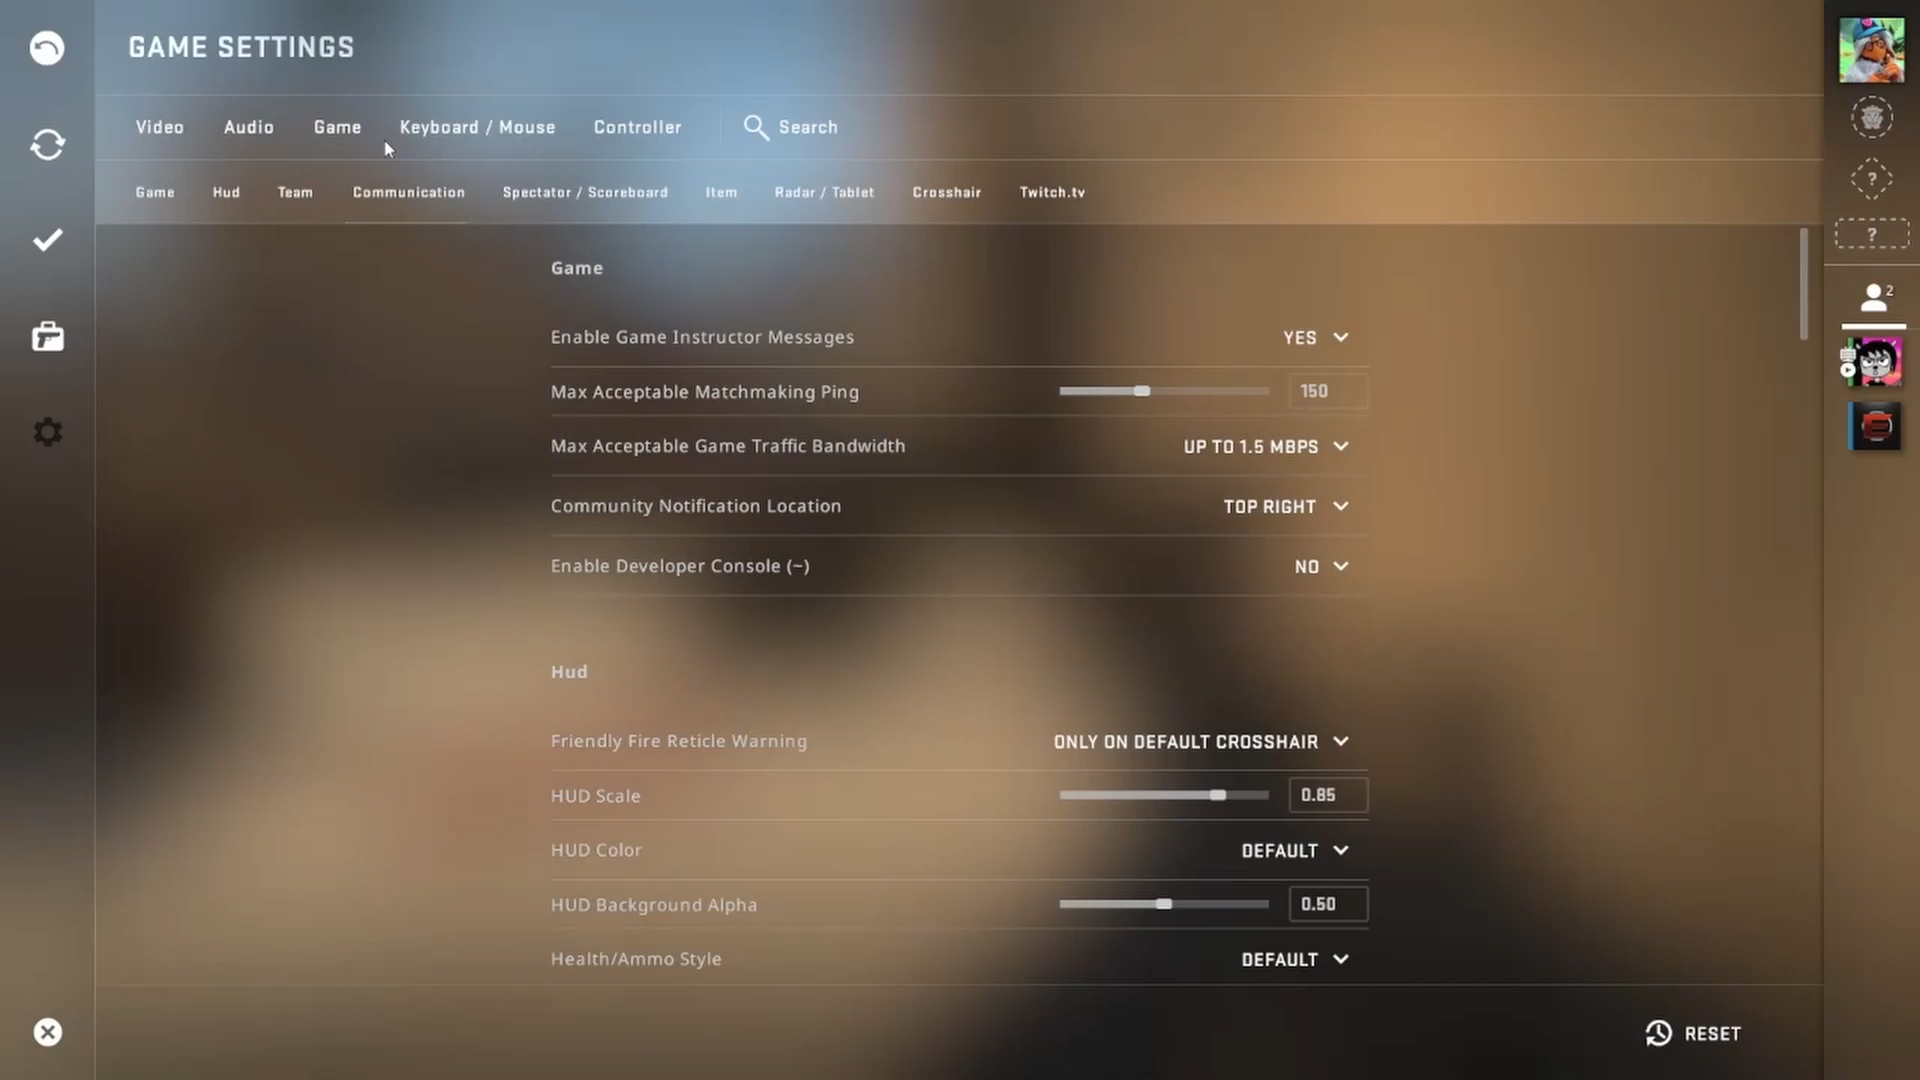 GAME SETTINGS
Video Audio Game Keyboard / Mouse Controller Search
Game Hud Team Communication Spectator / Scoreboard Item Radar / Tablet Crosshair Twitch.tv
?
?
2
Game
Enable Game Instructor Messages YES
Max Acceptable Matchmaking Ping 150
Max Acceptable Game Traffic Bandwidth UP TO 1.5 MBPS
Community Notification Location TOP RIGHT
Enable Developer Console (~) NO
Hud
Friendly Fire Reticle Warning ONLY ON DEFAULT CROSSHAIR
HUD Scale 0.85
HUD Color DEFAULT
HUD Background Alpha 0.50
Health/Ammo Style DEFAULT
RESET